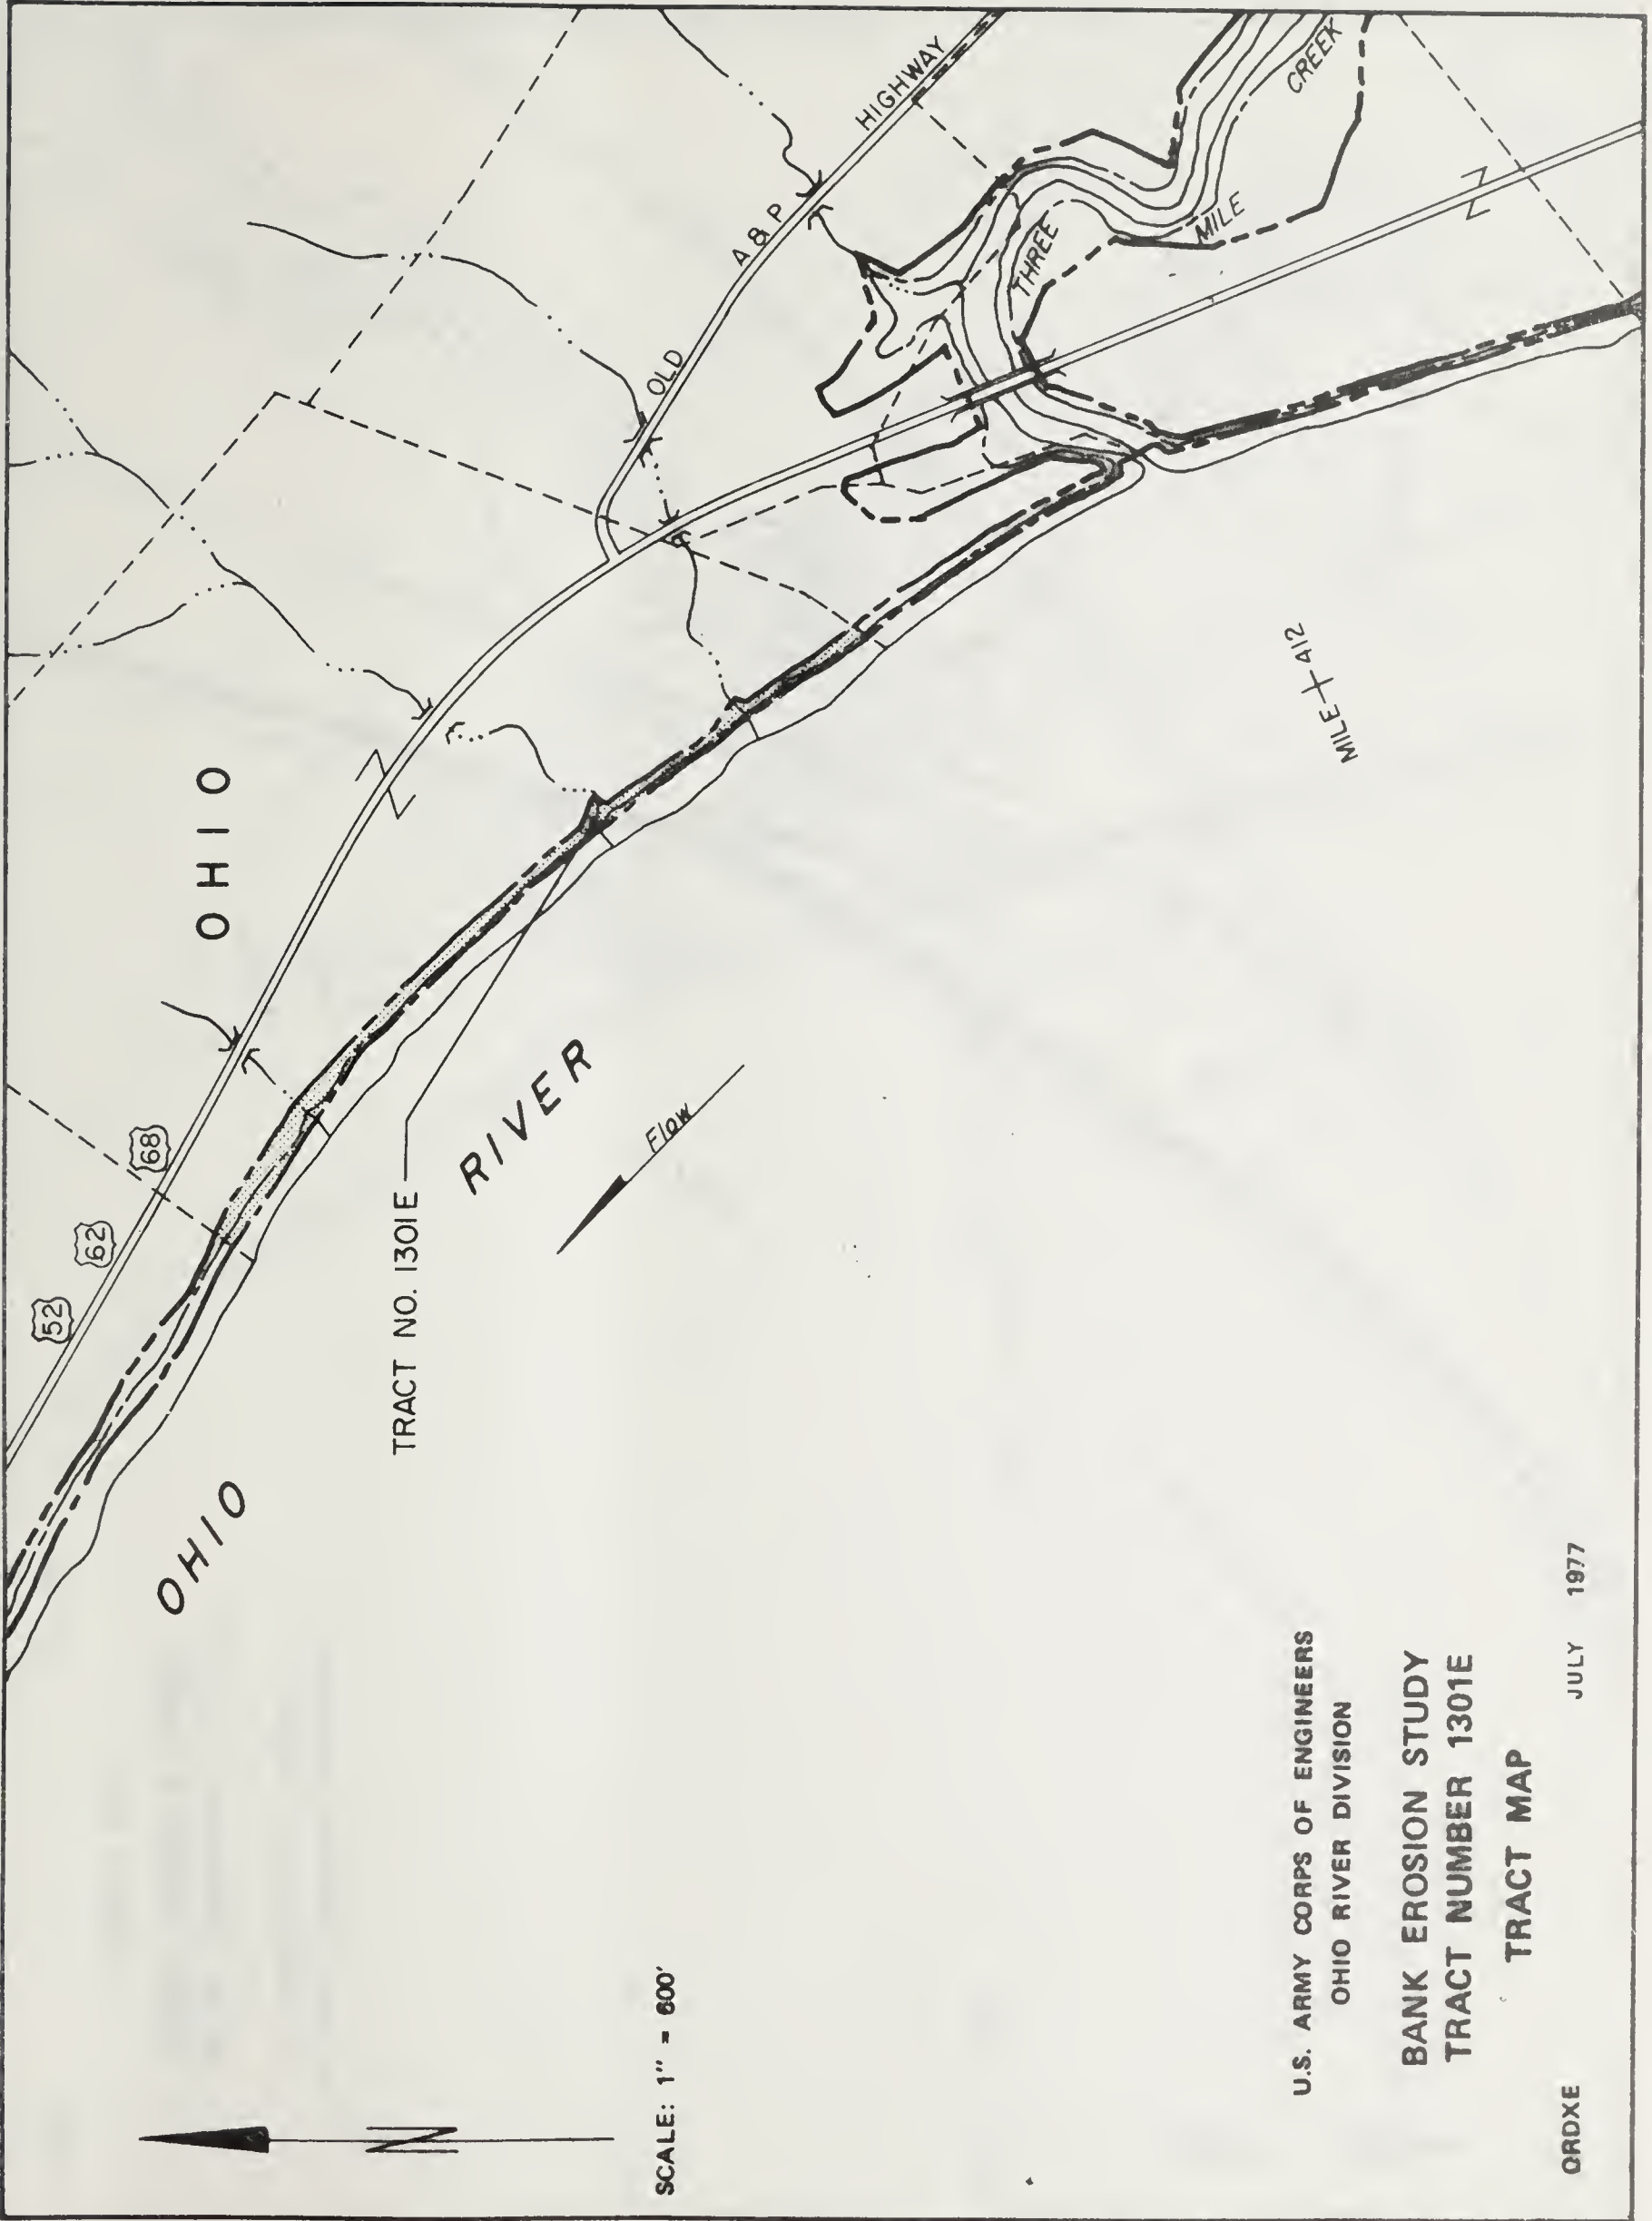 OHIO
52
62
68
OLD A & P HIGHWAY
THREE MILE CREEK
OHIO RIVER
Flow
TRACT NO. 1301E
MILE 412
N
SCALE: 1" = 600'
U.S. ARMY CORPS OF ENGINEERS
OHIO RIVER DIVISION
BANK EROSION STUDY
TRACT NUMBER 1301E
TRACT MAP
ORDXE
JULY 1977